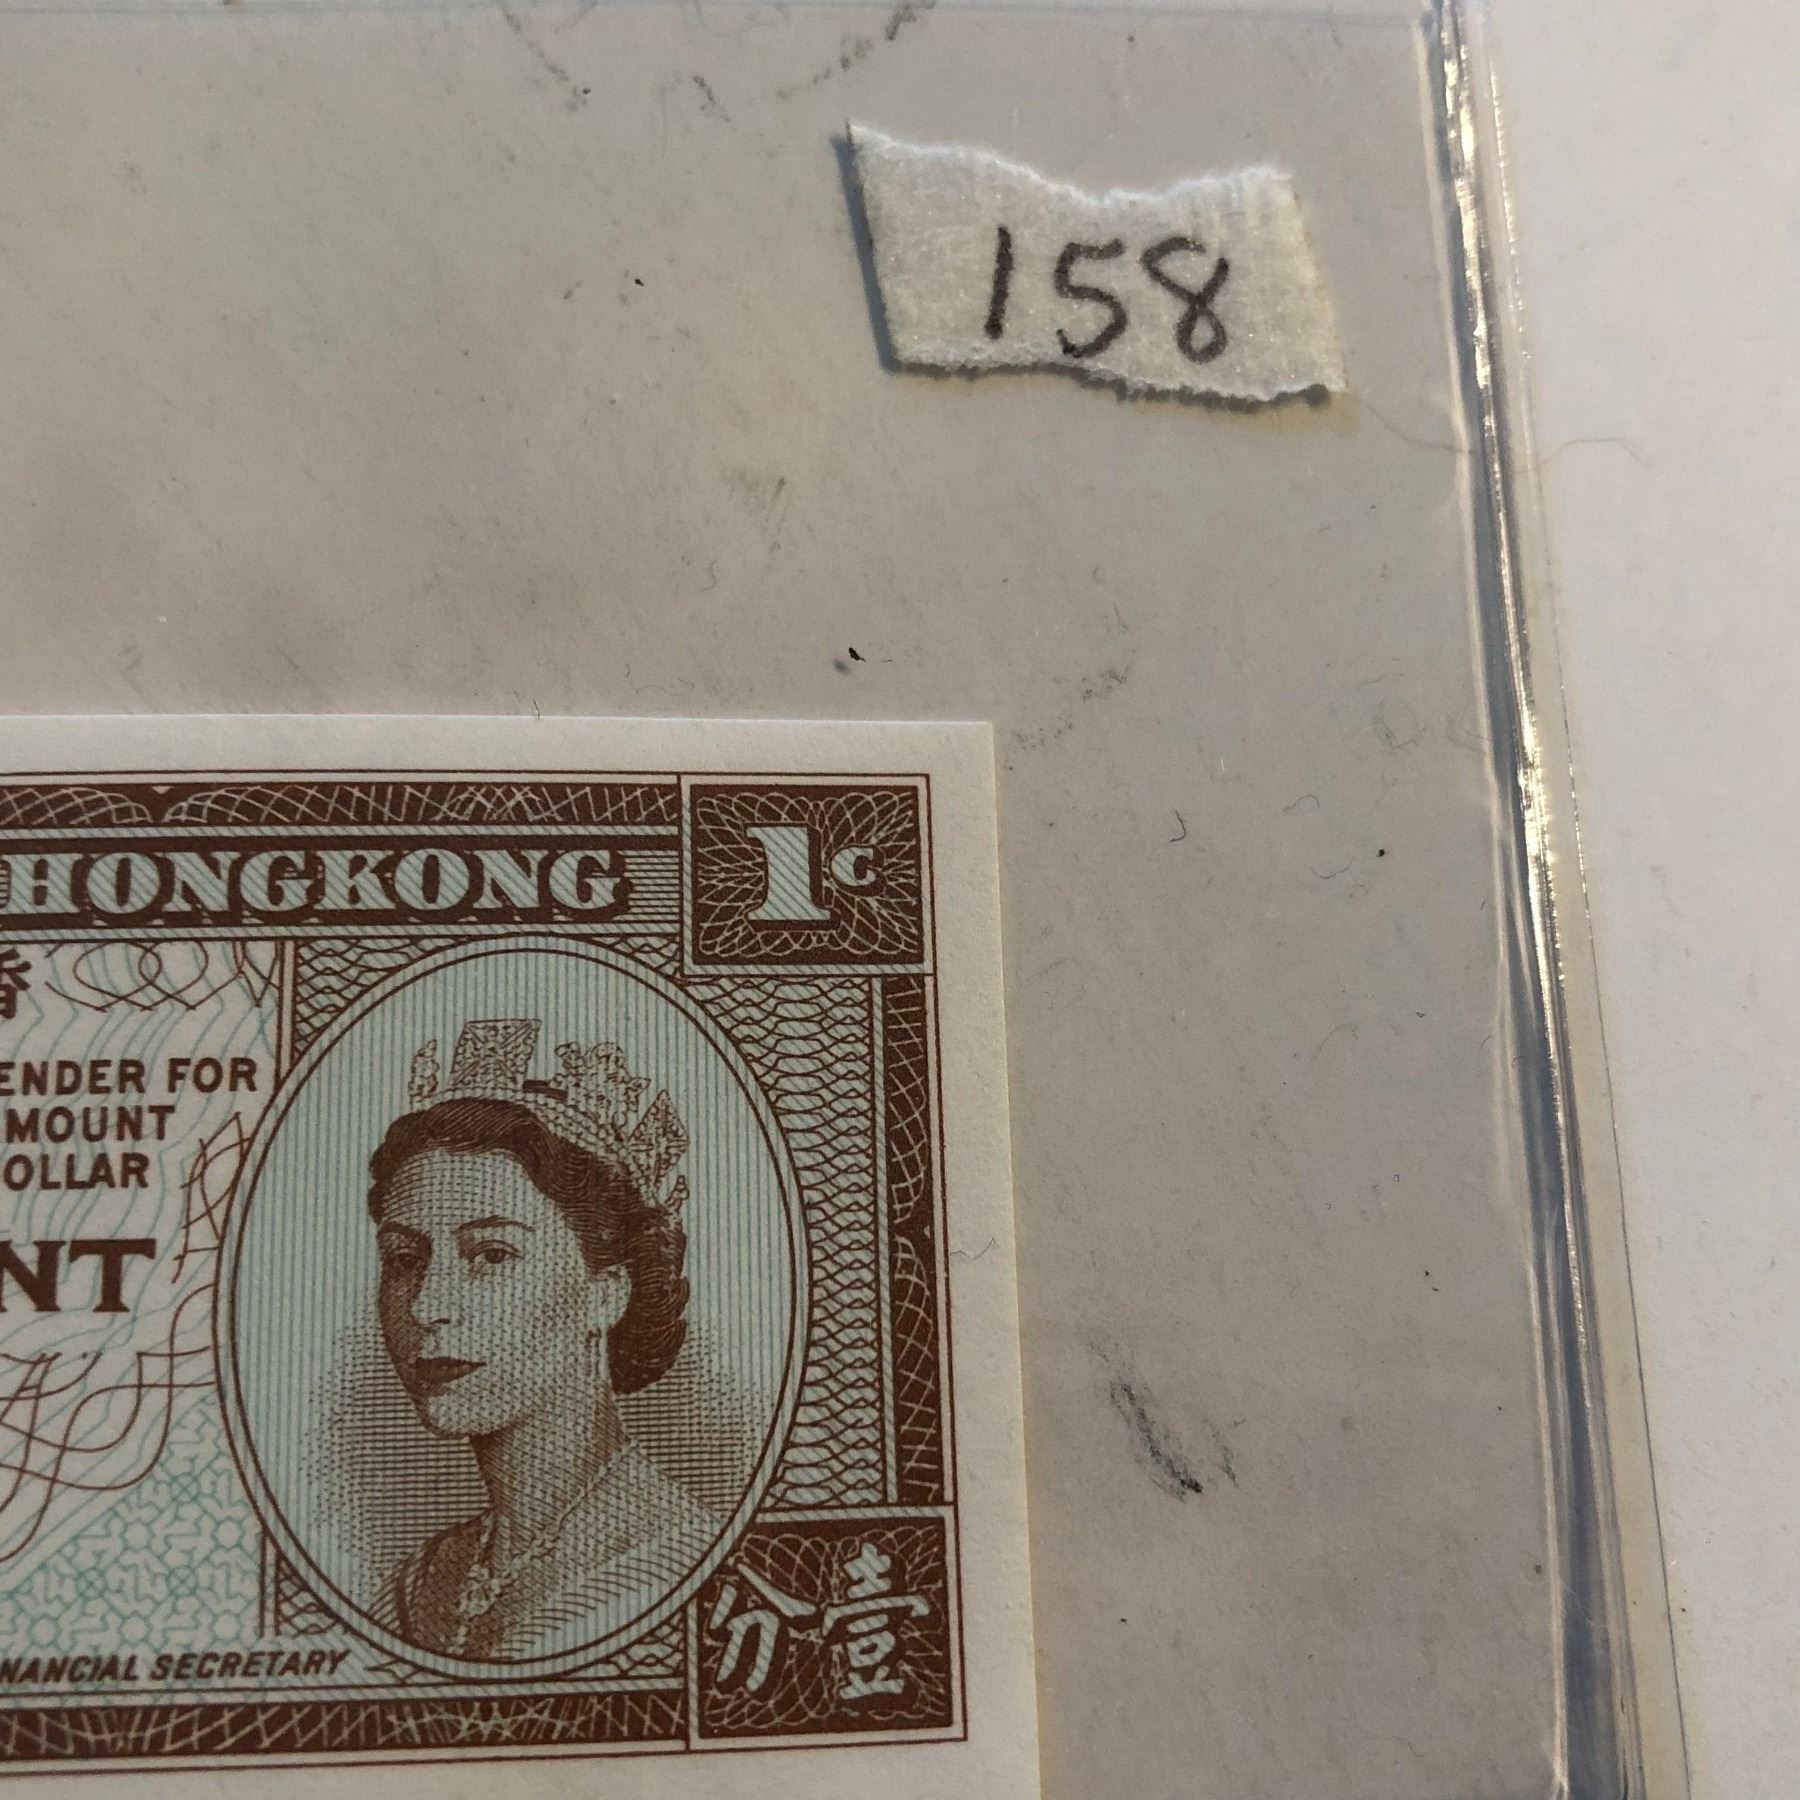 158
HONGKONG
1c
香
ENDER FOR
MOUNT
OLLAR
NT
NANCIAL SECRETARY
分壹